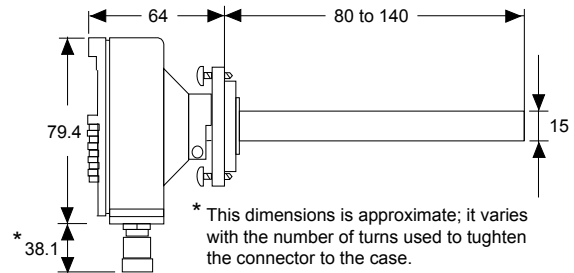 64
80 to 140
79.4
15
* 38.1
* This dimensions is approximate; it varies
with the number of turns used to tughten
the connector to the case.